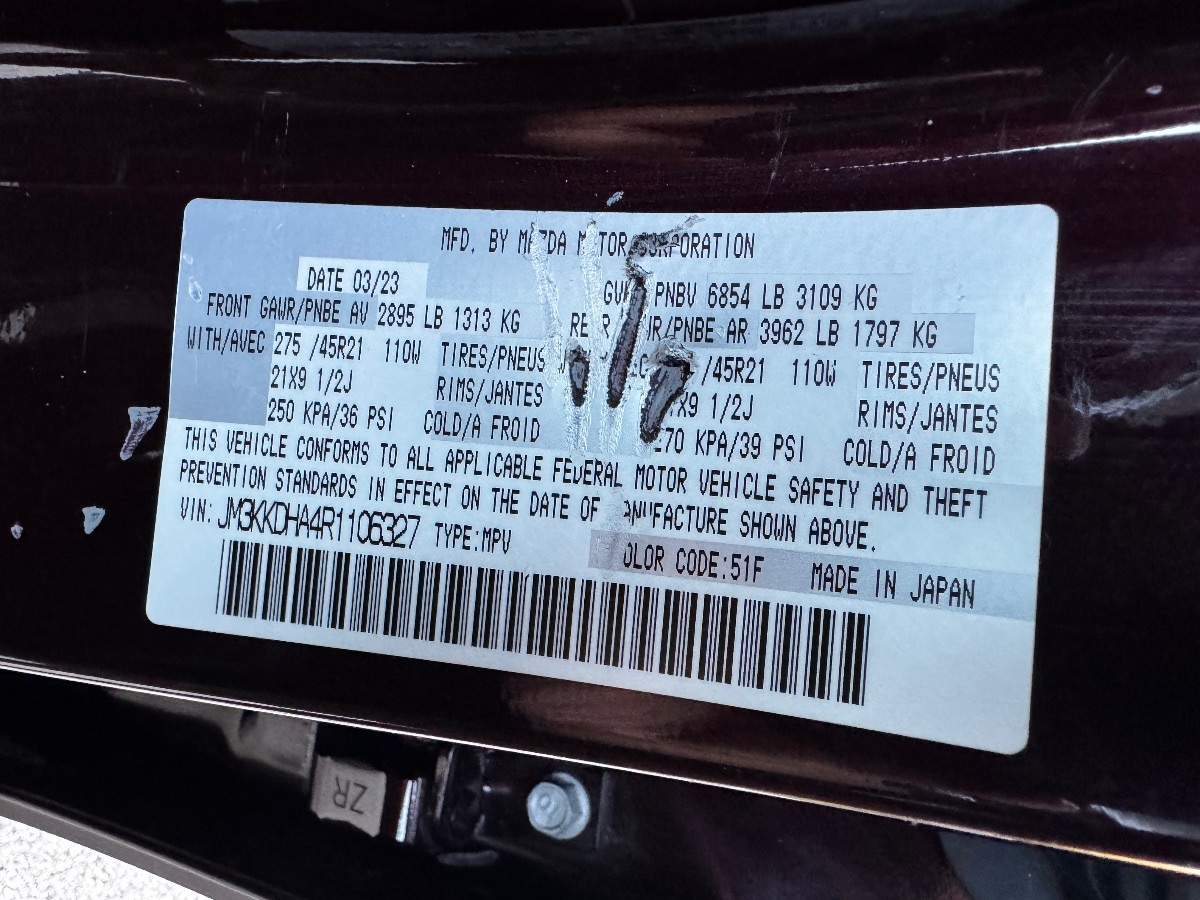 MFD. BY MAZDA MOTOR CORPORATION
DATE 03/23 PNBV 6854 LB 3109 KG
FRONT GAWR/PNBE AV 2895 LB 1313 KG /PNBE AR 3962 LB 1797 KG
WITH/AVEC 275 /45R21 110W TIRES/PNEUS /45R21 110W TIRES/PNEUS
21X9 1/2J RIMS/JANTES 1/2J RIMS/JANTES
250 KPA/36 PSI COLD/A FROID 270 KPA/39 PSI COLD/A FROID
THIS VEHICLE CONFORMS TO ALL APPLICABLE FEDERAL MOTOR VEHICLE SAFETY AND THEFT
PREVENTION STANDARDS IN EFFECT ON THE DATE OF MANUFACTURE SHOWN ABOVE.
VIN: JM3KKDHA4R1106327 TYPE:MPV COLOR CODE:51F MADE IN JAPAN
ZR